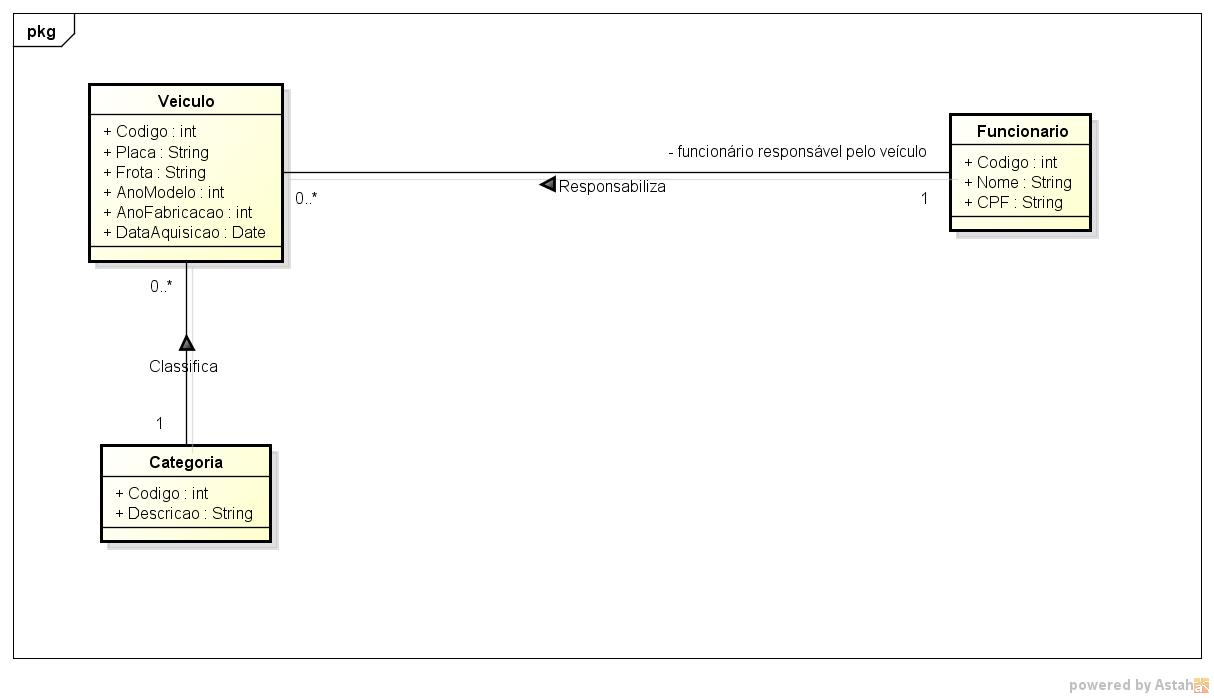 pkg
Veiculo
+ Codigo : int
+ Placa : String
+ Frota : String
+ AnoModelo : int
+ AnoFabricacao : int
+ DataAquisicao : Date
- funcionário responsável pelo veículo
Responsabiliza
0..*
1
Funcionario
+ Codigo : int
+ Nome : String
+ CPF : String
0..*
Classifica
1
Categoria
+ Codigo : int
+ Descricao : String
powered by Astah